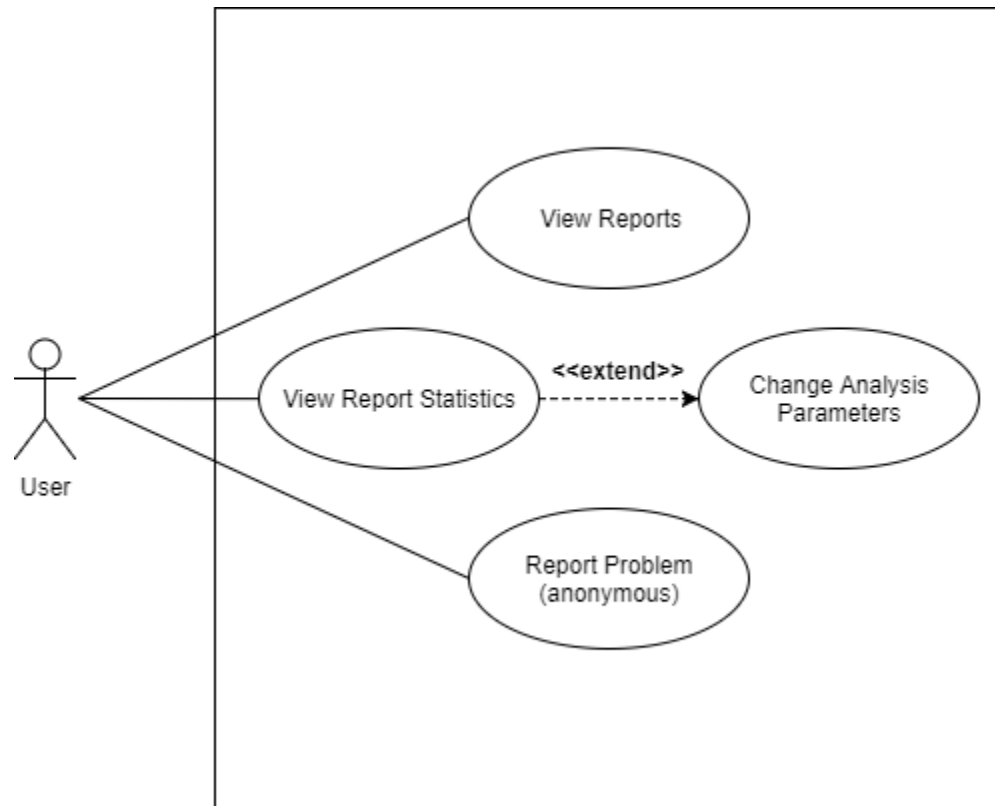 View Reports
<<extend>>
View Report Statistics
Change Analysis
Parameters
User
Report Problem
(anonymous)